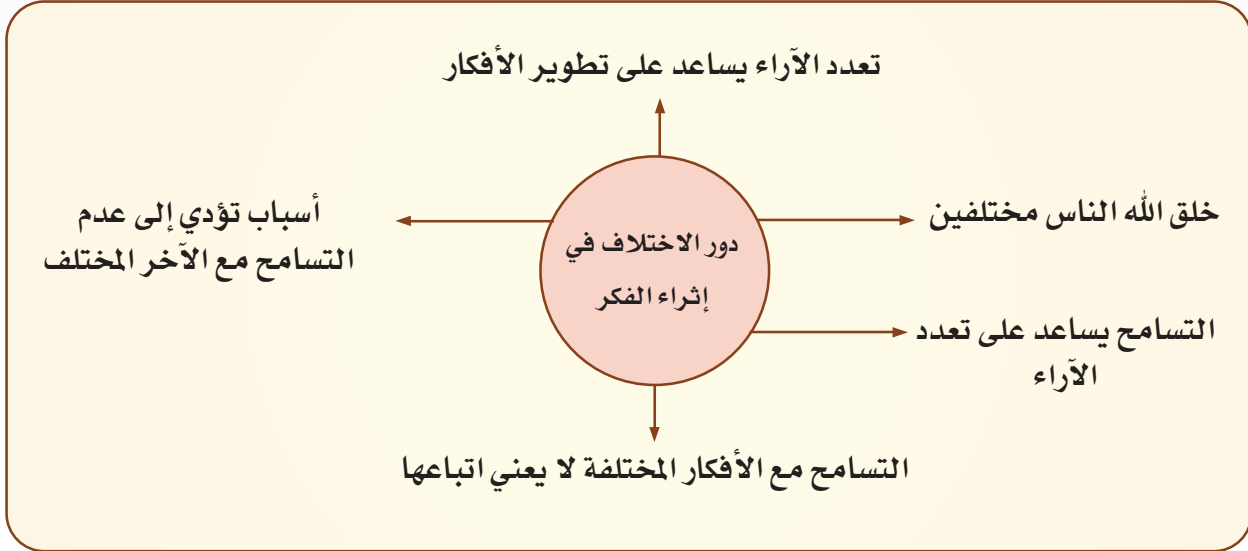 تعدد الآراء يساعد على تطوير الأفكار
خلق الله الناس مختلفين
أسباب تؤدي إلى عدم
التسامح مع الآخر المختلف
دور الاختلاف في
إثراء الفكر
التسامح يساعد على تعدد
الآراء
التسامح مع الأفكار المختلفة لا يعني اتباعها